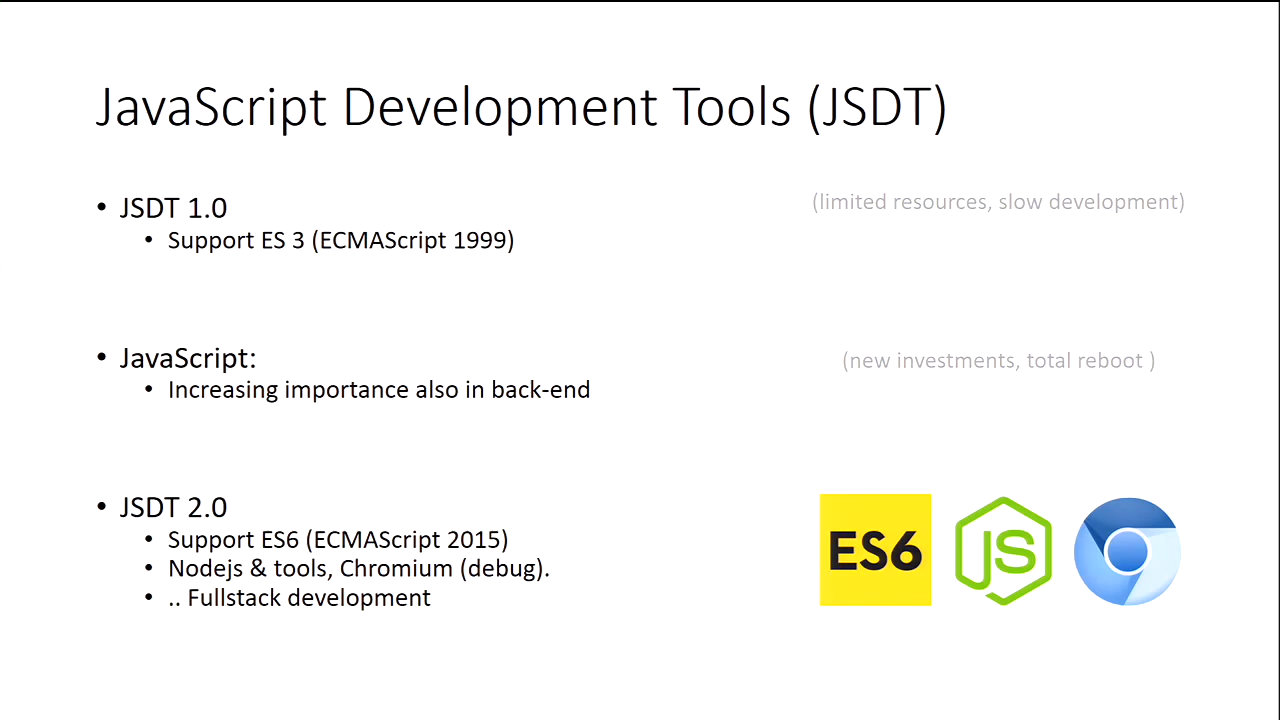 JavaScript Development Tools (JSDT)
• JSDT 1.0
(limited resources, slow development)
• Support ES 3 (ECMAScript 1999)
• JavaScript:
(new investments, total reboot )
• Increasing importance also in back-end
• JSDT 2.0
• Support ES6 (ECMAScript 2015)
• Nodejs & tools, Chromium (debug).
• .. Fullstack development
ES6
JS